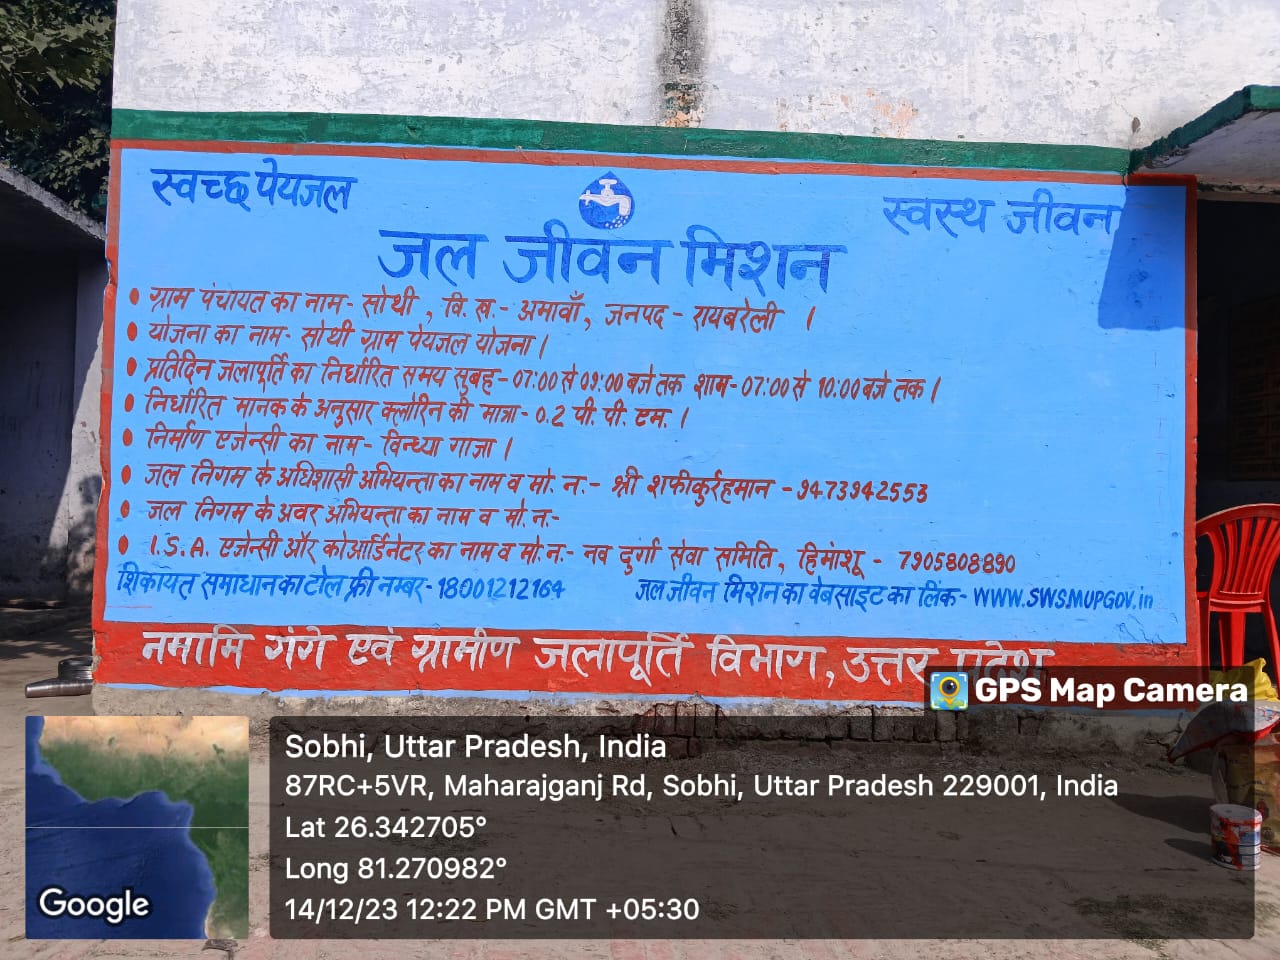 स्वच्छ पेयजल
स्वस्थ जीवन
जल जीवन मिशन
• ग्राम पंचायत का नाम- सोथी, वि. ख.- अमावाँ, जनपद - रायबरेली ।
• योजना का नाम- सोथी ग्राम पेयजल योजना।
• प्रतिदिन जलापूर्ति का निर्धारित समय सुबह- 07:00 से 09:00 बजे तक शाम- 07:00 से 10:00 बजे तक।
• निर्धारित मानक के अनुसार क्लोरिन की मात्रा- 0.2 पी. पी. एम. ।
• निर्माण एजेन्सी का नाम- विन्ध्या गाजा।
• जल निगम के अधिशासी अभियन्ता का नाम व मो. न.- श्री शफीकुर्रहमान - 9473942553
• जल निगम के अवर अभियन्ता का नाम व मो. न.-
• I.S.A. एजेन्सी और कोआर्डिनेटर का नाम व मो.न.- नव दुर्गा सेवा समिति, हिमांशू - 7905808890
शिकायत समाधान का टोल फ्री नम्बर- 18001212164 जल जीवन मिशन का वेबसाइट का लिंक- WWW.SWSMUPGOV.in
नमामि गंगे एवं ग्रामीण जलापूर्ति विभाग, उत्तर प्रदेश
GPS Map Camera
Sobhi, Uttar Pradesh, India
87RC+5VR, Maharajganj Rd, Sobhi, Uttar Pradesh 229001, India
Lat 26.342705°
Long 81.270982°
14/12/23 12:22 PM GMT +05:30
Google